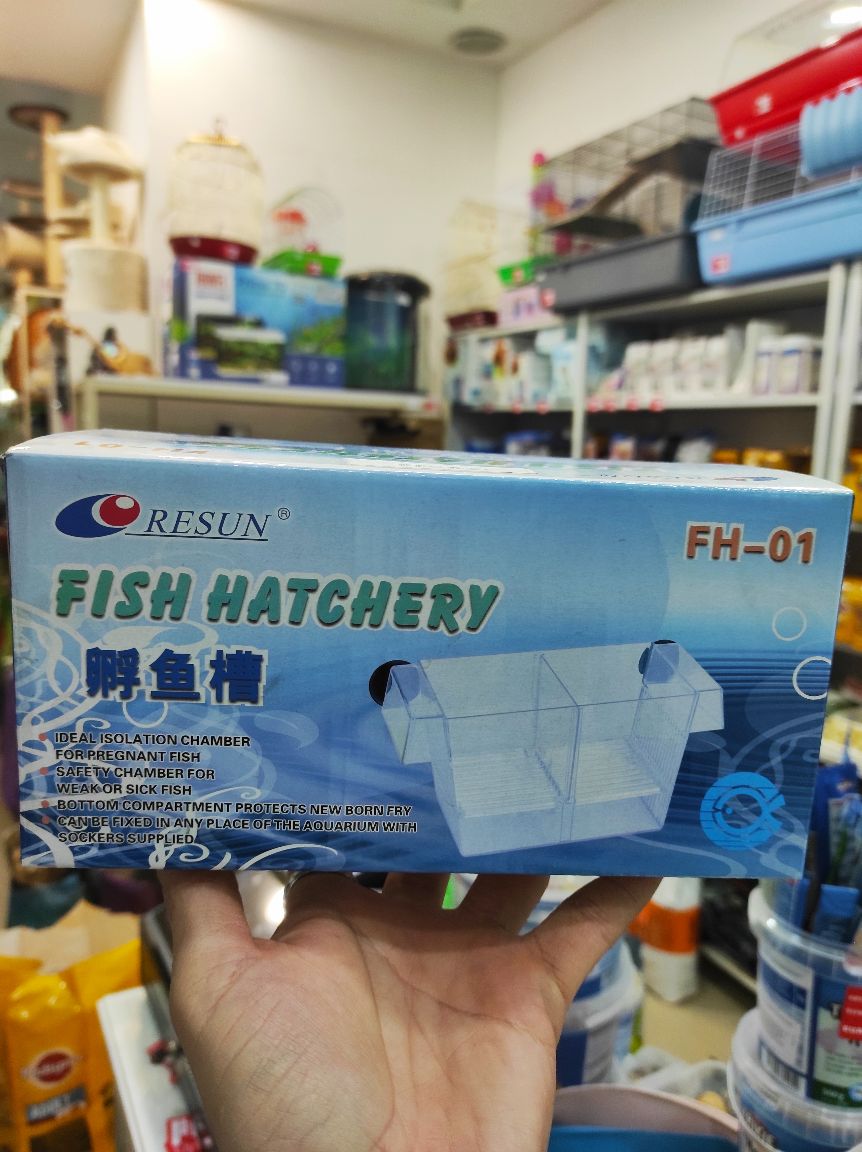 RESUN®
FH-01
FISH HATCHERY
孵鱼槽
IDEAL ISOLATION CHAMBER
FOR PREGNANT FISH
SAFETY CHAMBER FOR
WEAK OR SICK FISH
BOTTOM COMPARTMENT PROTECTS NEW BORN FRY
CAN BE FIXED IN ANY PLACE OF THE AQUARIUM WITH
SOCKERS SUPPLIED.